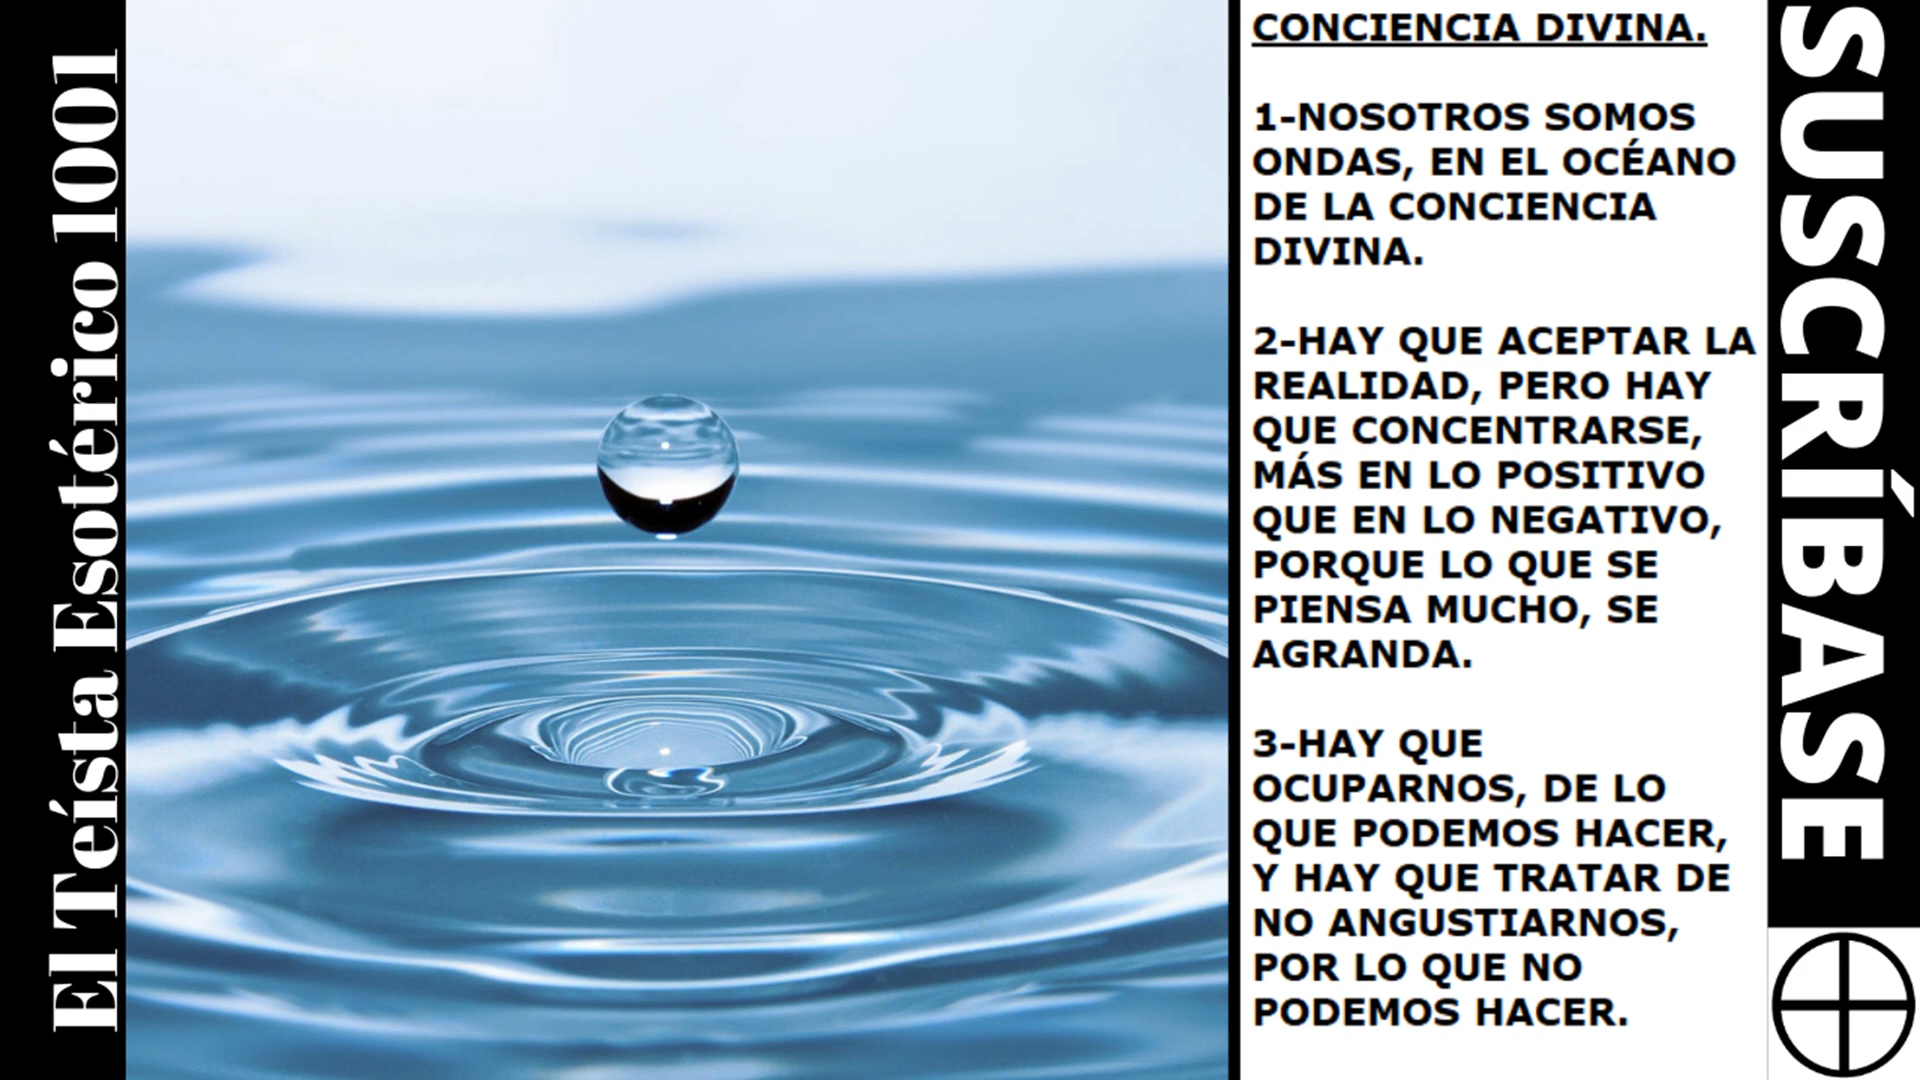 El Teísta Esotérico 1001
CONCIENCIA DIVINA.
1-NOSOTROS SOMOS
ONDAS, EN EL OCÉANO
DE LA CONCIENCIA
DIVINA.
2-HAY QUE ACEPTAR LA
REALIDAD, PERO HAY
QUE CONCENTRARSE,
MÁS EN LO POSITIVO
QUE EN LO NEGATIVO,
PORQUE LO QUE SE
PIENSA MUCHO, SE
AGRANDA.
3-HAY QUE
OCUPARNOS, DE LO
QUE PODEMOS HACER,
Y HAY QUE TRATAR DE
NO ANGUSTIARNOS,
POR LO QUE NO
PODEMOS HACER.
SUSCRÍBASE